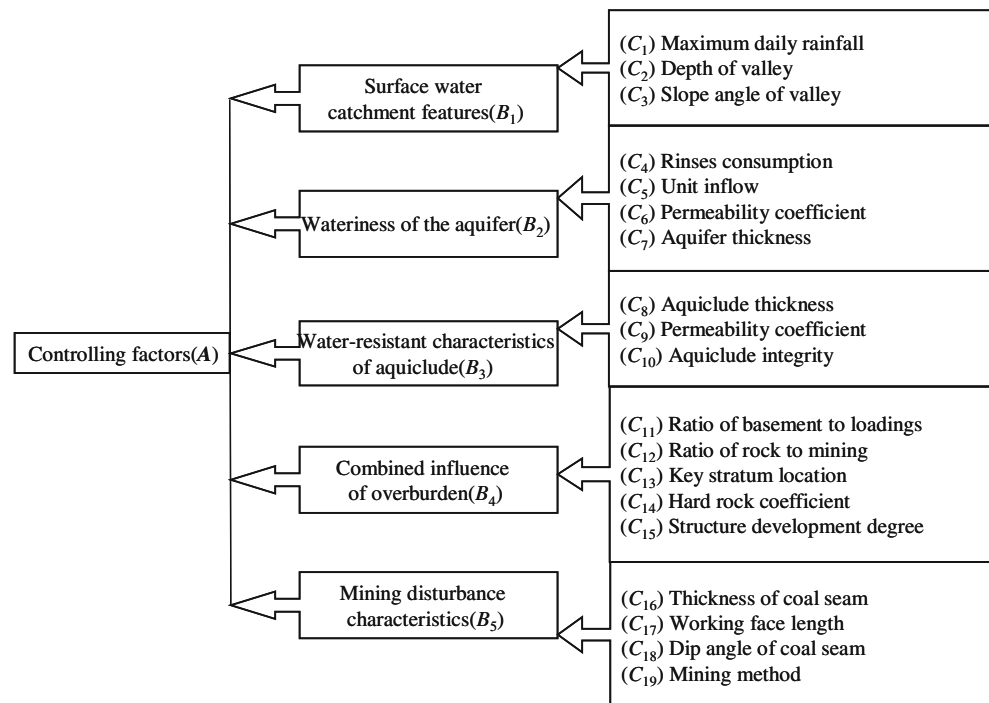 Controlling factors(A)
Surface water
catchment features(B₁)
Wateriness of the aquifer(B₂)
Water-resistant characteristics
of aquiclude(B₃)
Combined influence
of overburden(B₄)
Mining disturbance
characteristics(B₅)
(C₁) Maximum daily rainfall
(C₂) Depth of valley
(C₃) Slope angle of valley
(C₄) Rinses consumption
(C₅) Unit inflow
(C₆) Permeability coefficient
(C₇) Aquifer thickness
(C₈) Aquiclude thickness
(C₉) Permeability coefficient
(C₁₀) Aquiclude integrity
(C₁₁) Ratio of basement to loadings
(C₁₂) Ratio of rock to mining
(C₁₃) Key stratum location
(C₁₄) Hard rock coefficient
(C₁₅) Structure development degree
(C₁₆) Thickness of coal seam
(C₁₇) Working face length
(C₁₈) Dip angle of coal seam
(C₁₉) Mining method